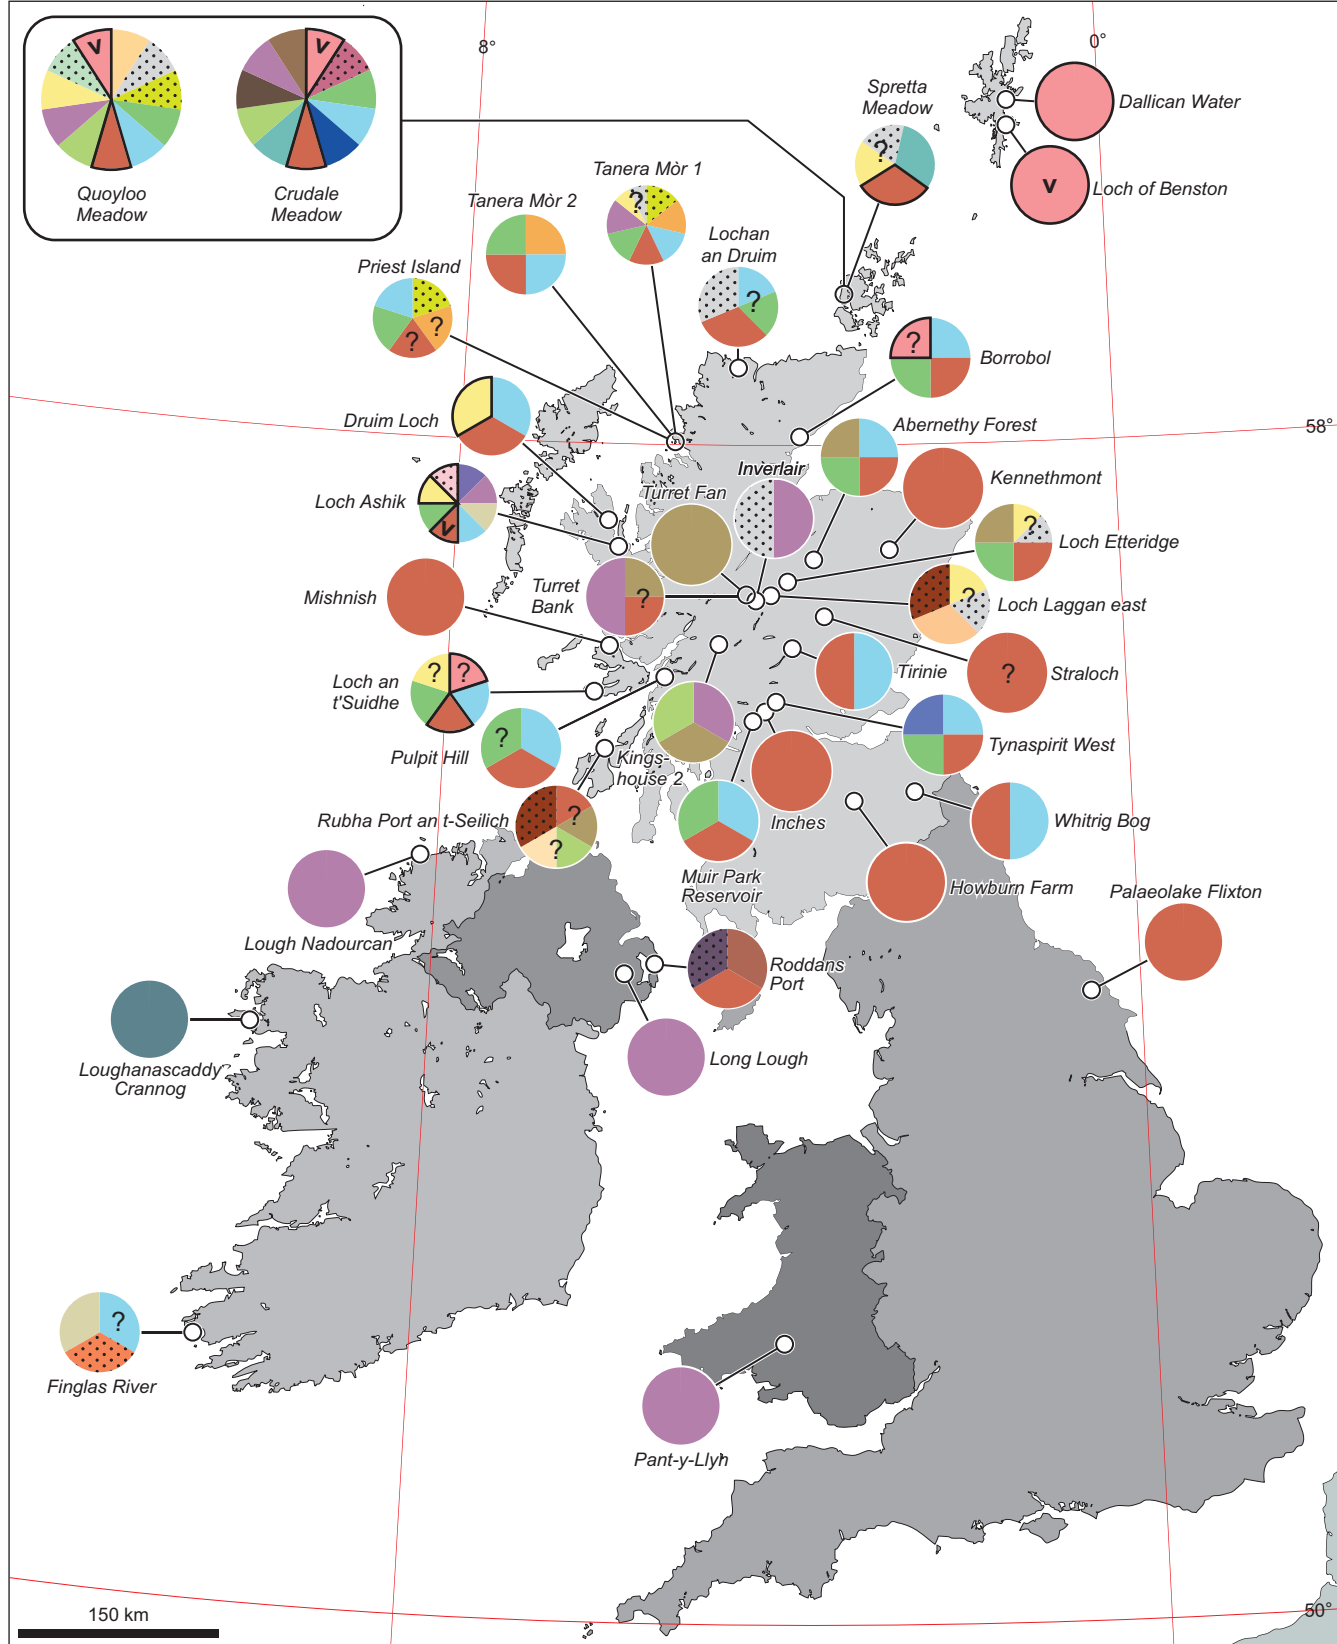 8°
0°
V
V
Quoyloo
Meadow
Crudale
Meadow
Spretta
Meadow
?
Dallican Water
V
Loch of Benston
Tanera Mòr 1
?
Tanera Mòr 2
Lochan
an Druim
?
Priest Island
?
?
?
Borrobol
58°
Druim Loch
Abernethy Forest
Kennethmont
Inverlair
Turret Fan
Loch Ashik
V
?
Loch Etteridge
Mishnish
Turret
Bank
?
?
Loch Laggan east
?
?
Loch an
t'Suidhe
Tirinie
?
Straloch
?
Pulpit Hill
Kings-
house 2
Tynaspirit West
Rubha Port an t-Seilich
?
?
Inches
Whitrig Bog
Muir Park
Reservoir
Howburn Farm
Palaeolake Flixton
Lough Nadourcan
Roddans
Port
Long Lough
Loughanascaddy
Crannog
?
Finglas River
Pant-y-Llyn
150 km
50°